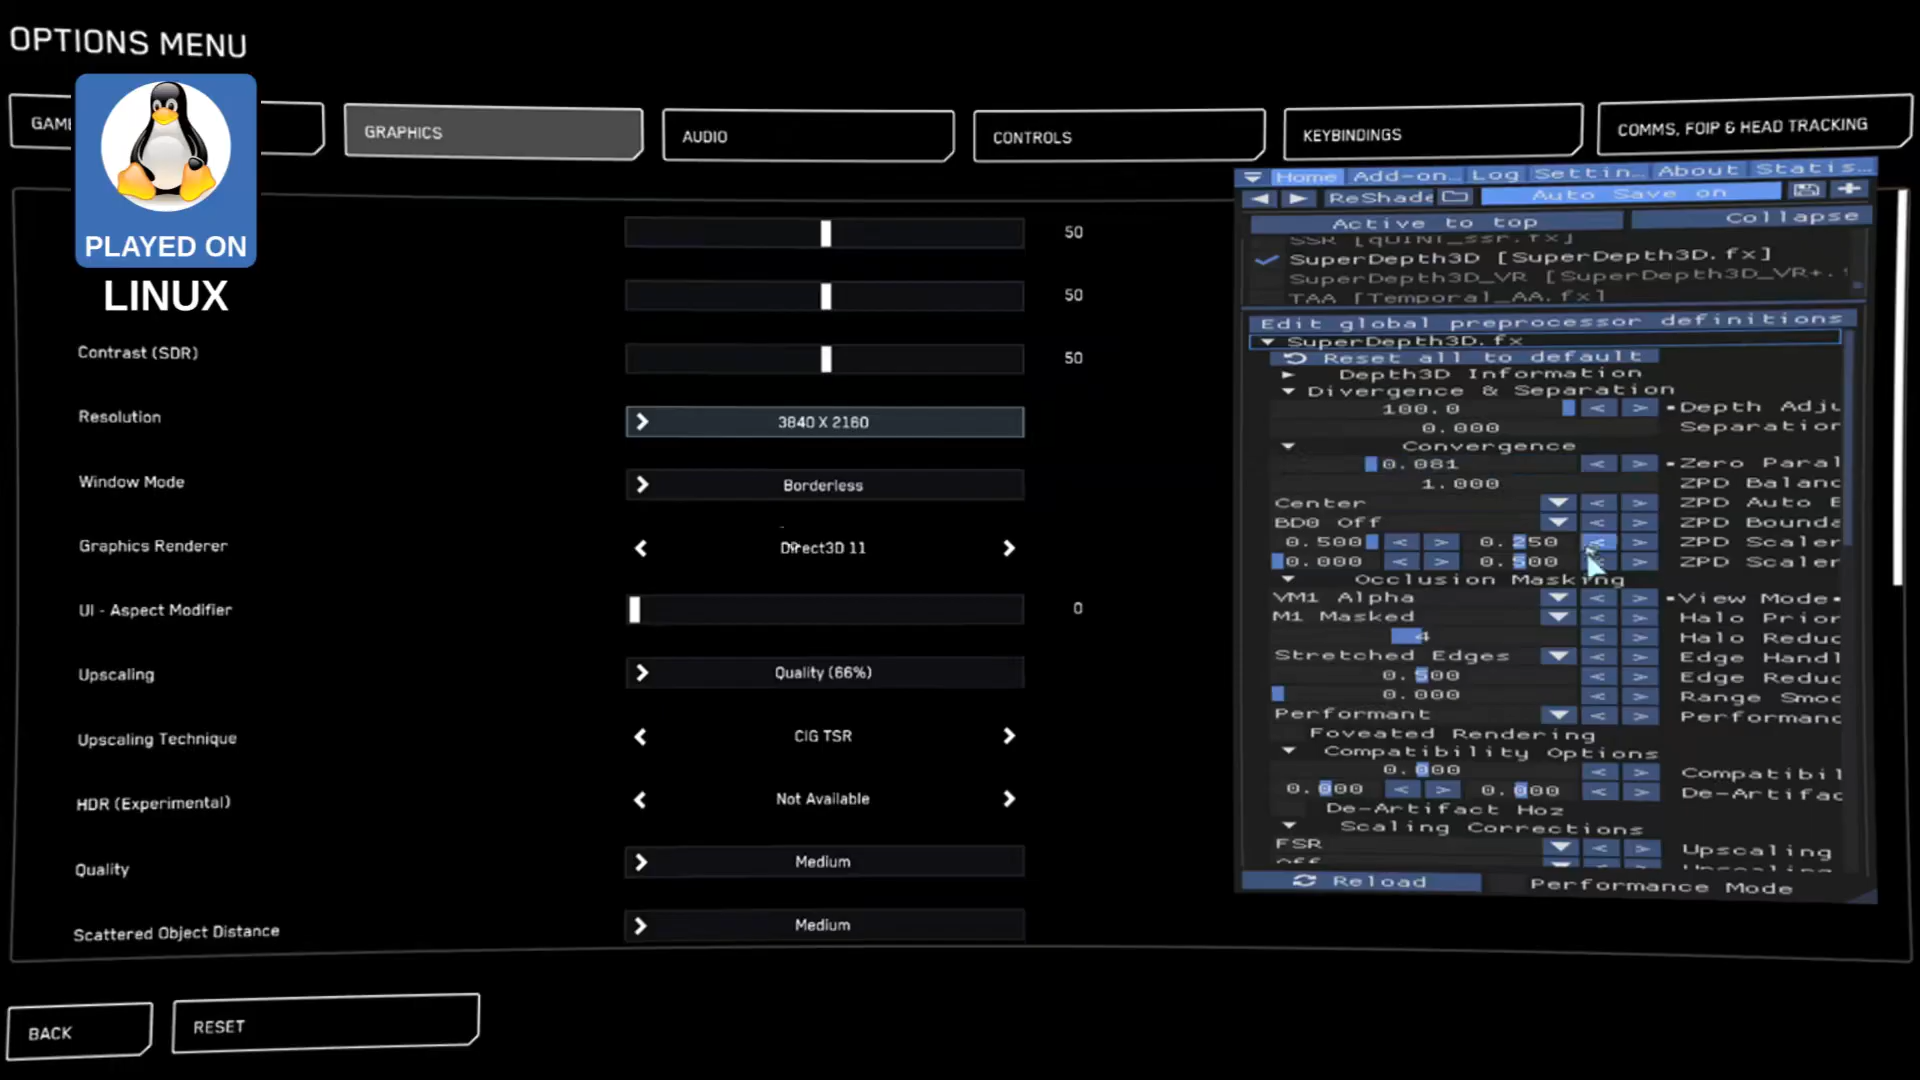 OPTIONS MENU
GRAPHICS
AUDIO
CONTROLS
KEYBINDINGS
COMMS, FOIP & HEAD TRACKING
PLAYED ON
LINUX
50
50
Contrast (SDR)
50
Resolution
3840 X 2160
Window Mode
Borderless
Graphics Renderer
Direct3D 11
UI - Aspect Modifier
0
Upscaling
Quality (66%)
Upscaling Technique
CIG TSR
HDR (Experimental)
Not Available
Quality
Medium
Scattered Object Distance
Medium
BACK
RESET
Home Add-on... Log Settin... About Statis...
ReShade Auto Save on
Active to top Collapse
SSR [qUINT_ssr.fx]
SuperDepth3D [SuperDepth3D.fx]
SuperDepth3D_VR [SuperDepth3D_VR+.
TAA [Temporal_AA.fx]
Edit global preprocessor definitions
SuperDepth3D.fx
Reset all to default
Depth3D Information
Divergence & Separation
100.0 < > •Depth Adju
0.000 Separation
Convergence
0.081 < > •Zero Paral
1.000 ZPD Balanc
Center < > ZPD Auto
BD0 Off < > ZPD Bounda
0.500 < > 0.250 < > ZPD Scaler
0.000 < > 0.500 > ZPD Scaler
Occlusion Masking
VM1 Alpha < > •View Mode•
M1 Masked < > Halo Prior
4 < > Halo Reduc
Stretched Edges < > Edge Handl
0.500 < > Edge Reduc
0.000 < > Range Smoo
Performant < > Performanc
Foveated Rendering
Compatibility Options
0.000 < > Compatibil
0.000 < > 0.000 < > De-Artifac
De-Artifact Hoz
Scaling Corrections
FSR < > Upscaling
Reload Performance Mode